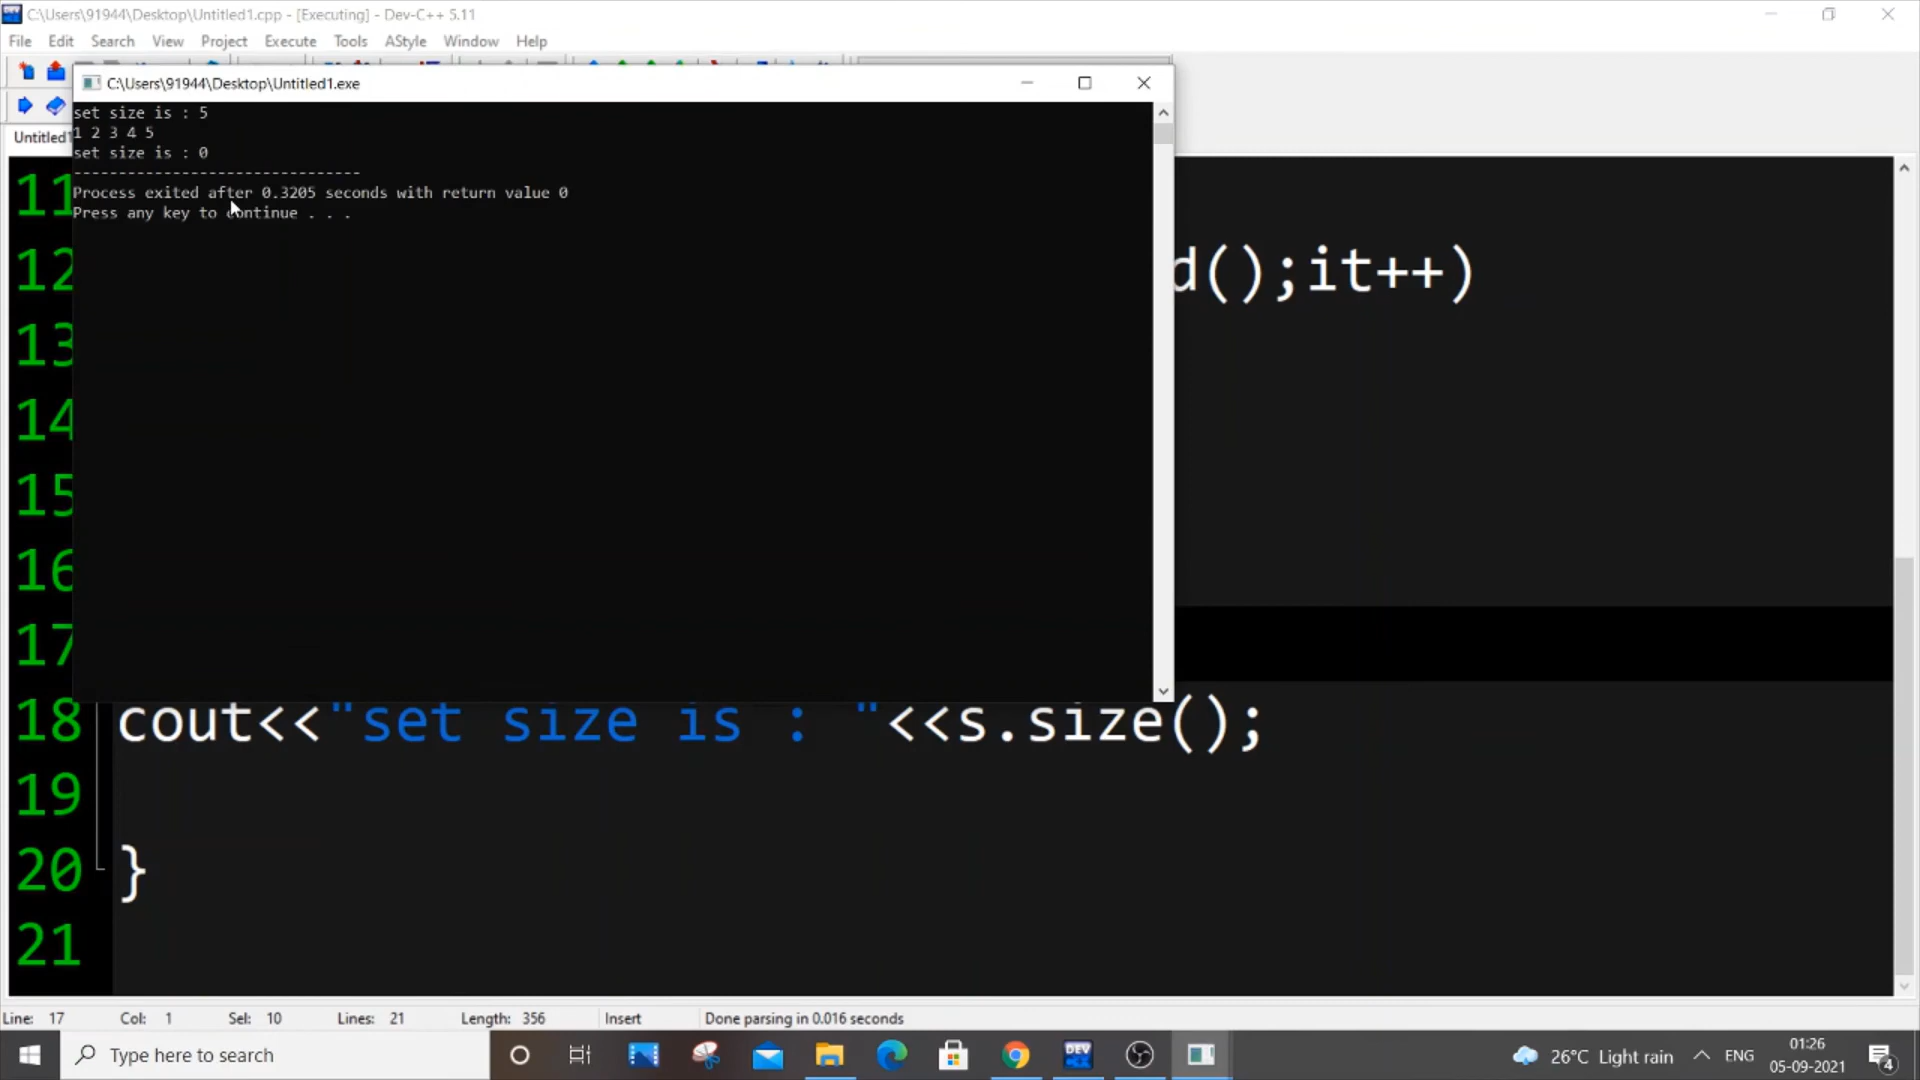 C:\Users\91944\Desktop\Untitled1.cpp - [Executing] - Dev-C++ 5.11
File Edit Search View Project Execute Tools AStyle Window Help
C:\Users\91944\Desktop\Untitled1.exe
Untitled1
set size is : 5
1 2 3 4 5
set size is : 0
--------------------------------
Process exited after 0.3205 seconds with return value 0
Press any key to continue . . .
11
12 d();it++)
13
14
15
16
17
18 cout<<"set size is : "<<s.size();
19
20 }
21
Line: 17 Col: 1 Sel: 10 Lines: 21 Length: 356 Insert Done parsing in 0.016 seconds
Type here to search
DEV
26°C Light rain
ENG
01:26
05-09-2021
4